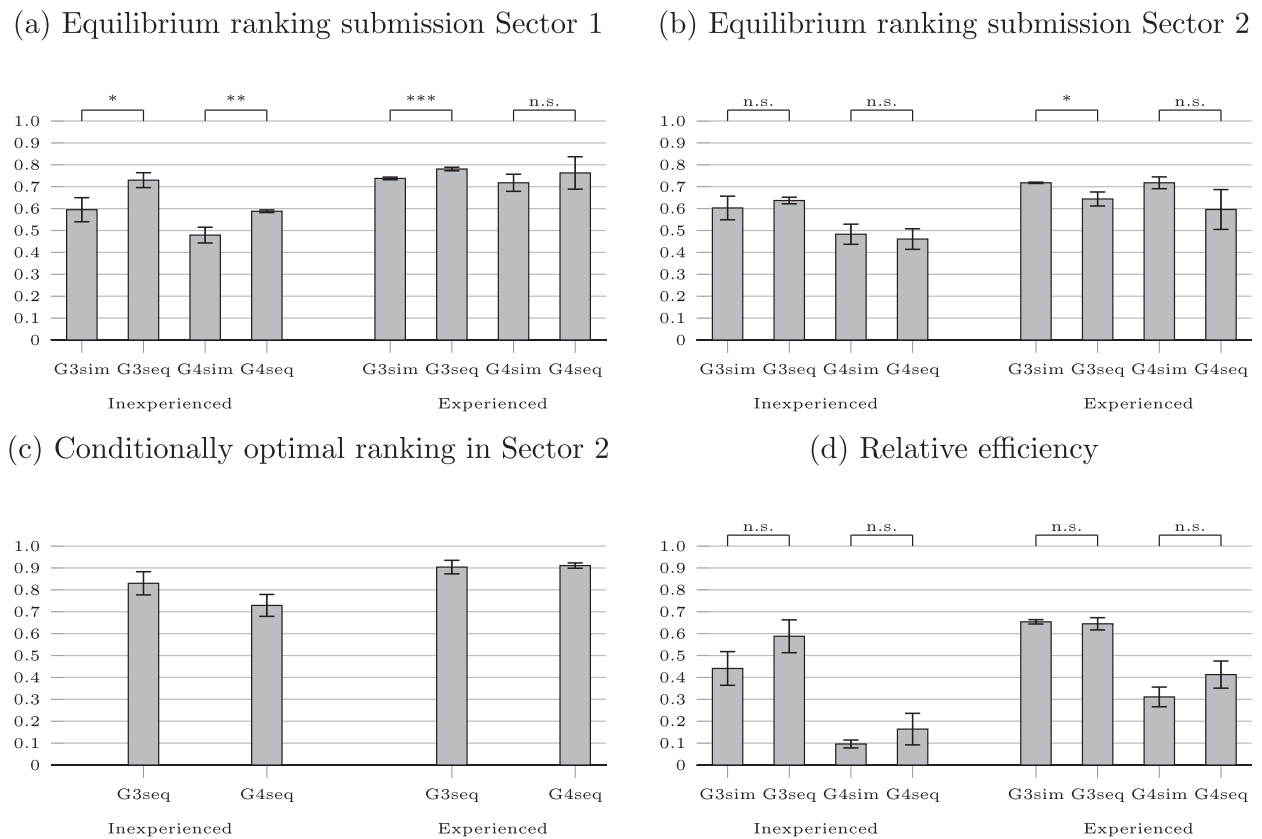 (a) Equilibrium ranking submission Sector 1
* ** *** n.s.
1.0
0.9
0.8
0.7
0.6
0.5
0.4
0.3
0.2
0.1
0
G3sim G3seq G4sim G4seq G3sim G3seq G4sim G4seq
Inexperienced Experienced
(b) Equilibrium ranking submission Sector 2
n.s. n.s. * n.s.
1.0
0.9
0.8
0.7
0.6
0.5
0.4
0.3
0.2
0.1
0
G3sim G3seq G4sim G4seq G3sim G3seq G4sim G4seq
Inexperienced Experienced
(c) Conditionally optimal ranking in Sector 2
1.0
0.9
0.8
0.7
0.6
0.5
0.4
0.3
0.2
0.1
0
G3seq G4seq G3seq G4seq
Inexperienced Experienced
(d) Relative efficiency
n.s. n.s. n.s. n.s.
1.0
0.9
0.8
0.7
0.6
0.5
0.4
0.3
0.2
0.1
0
G3sim G3seq G4sim G4seq G3sim G3seq G4sim G4seq
Inexperienced Experienced